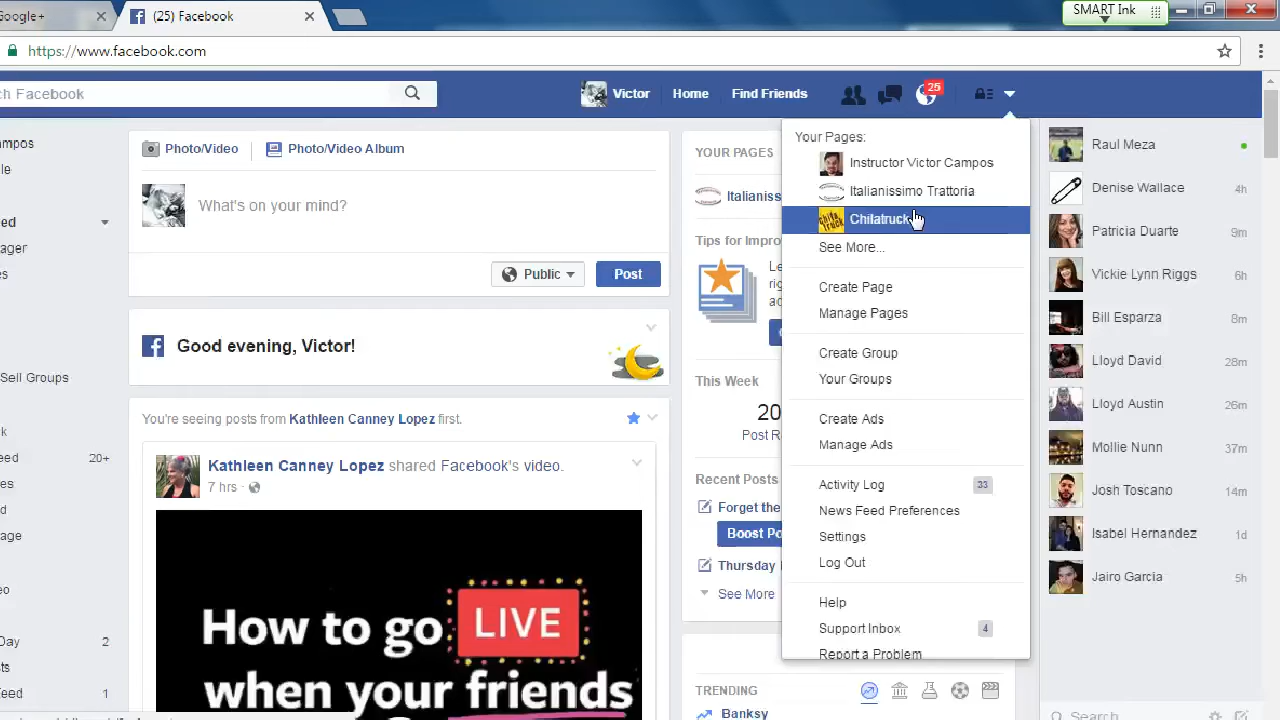 oogle+
(25) Facebook
SMART Ink
https://www.facebook.com
ch Facebook
Victor
Home
Find Friends
25
Photo/Video
Photo/Video Album
What's on your mind?
Public
Post
Good evening, Victor!
You're seeing posts from Kathleen Canney Lopez first.
Kathleen Canney Lopez shared Facebook's video.
7 hrs
How to go LIVE
when your friends
ampos
le
ed
ager
s
Sell Groups
k
eed 20+
es
d
age
eo
Day 2
ts
Feed 1
YOUR PAGES
Italianiss
Tips for Impro
Le
rig
ad
This Week
20
Post R
Recent Posts
Forget the
Boost Po
Thursday
See More
TRENDING
Banksy
Your Pages:
Instructor Victor Campos
Italianissimo Trattoria
Chilatruck
See More...
Create Page
Manage Pages
Create Group
Your Groups
Create Ads
Manage Ads
Activity Log 33
News Feed Preferences
Settings
Log Out
Help
Support Inbox 4
Report a Problem
Raul Meza
Denise Wallace 4h
Patricia Duarte 9m
Vickie Lynn Riggs 6h
Bill Esparza 8m
Lloyd David 28m
Lloyd Austin 26m
Mollie Nunn 37m
Josh Toscano 14m
Isabel Hernandez 1d
Jairo Garcia 5h
Search